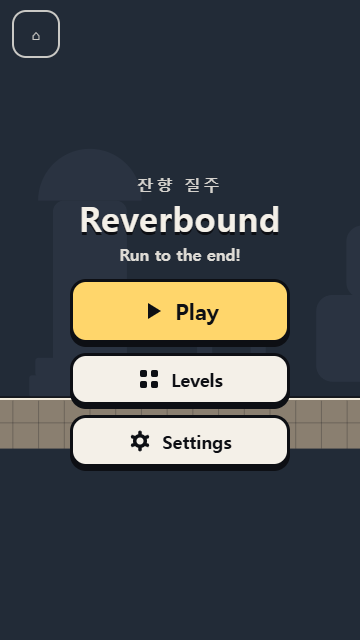 잔향 질주
Reverbound
Run to the end!
Play
Levels
Settings